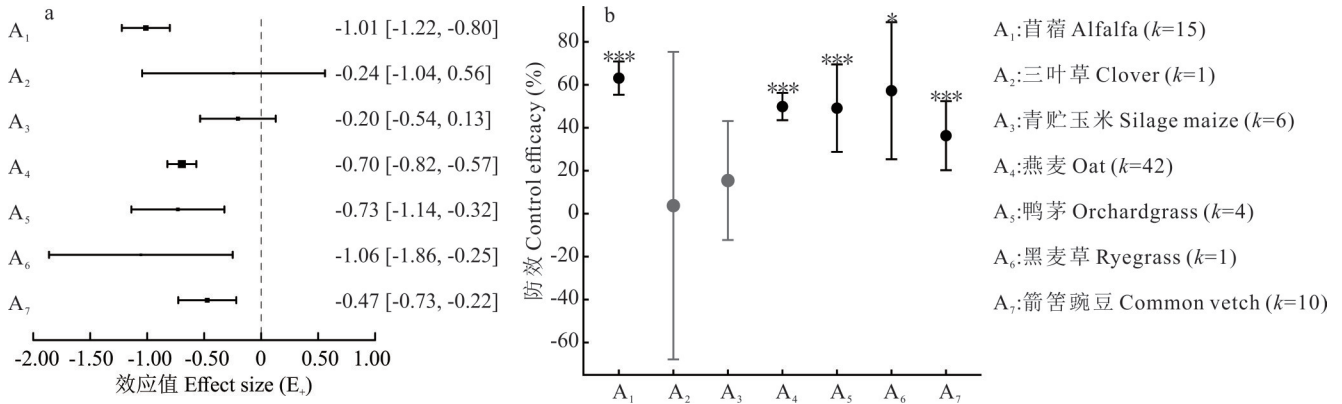 a
A₁ -1.01 [-1.22, -0.80]
A₂ -0.24 [-1.04, 0.56]
A₃ -0.20 [-0.54, 0.13]
A₄ -0.70 [-0.82, -0.57]
A₅ -0.73 [-1.14, -0.32]
A₆ -1.06 [-1.86, -0.25]
A₇ -0.47 [-0.73, -0.22]
-2.00 -1.50 -1.00 -0.50 0 0.50 1.00
效应值 Effect size (E₊)
b
防效 Control efficacy (%)
80
60
40
20
0
-20
-40
-60
***
***
***
*
***
A₁ A₂ A₃ A₄ A₅ A₆ A₇
A₁:苜蓿 Alfalfa (k=15)
A₂:三叶草 Clover (k=1)
A₃:青贮玉米 Silage maize (k=6)
A₄:燕麦 Oat (k=42)
A₅:鸭茅 Orchardgrass (k=4)
A₆:黑麦草 Ryegrass (k=1)
A₇:箭筈豌豆 Common vetch (k=10)